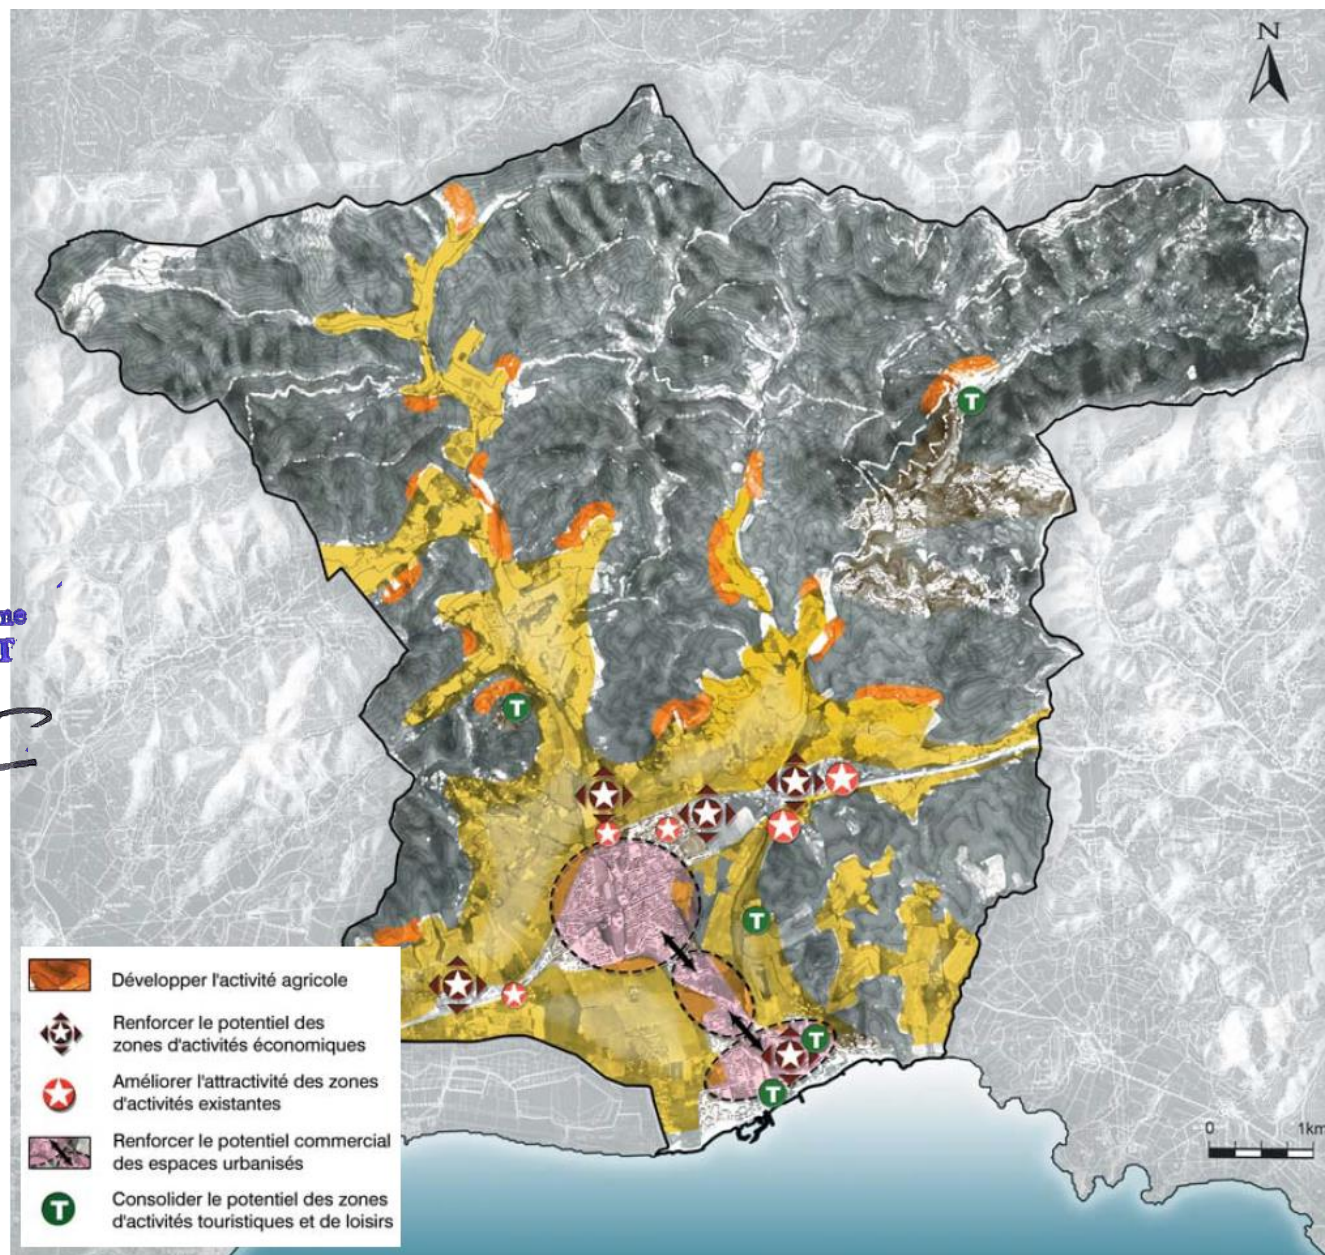 N
ne
r
Développer l'activité agricole
Renforcer le potentiel des
zones d'activités économiques
Améliorer l'attractivité des zones
d'activités existantes
Renforcer le potentiel commercial
des espaces urbanisés
T
Consolider le potentiel des zones
d'activités touristiques et de loisirs
T
T
T
T
T
0 1km